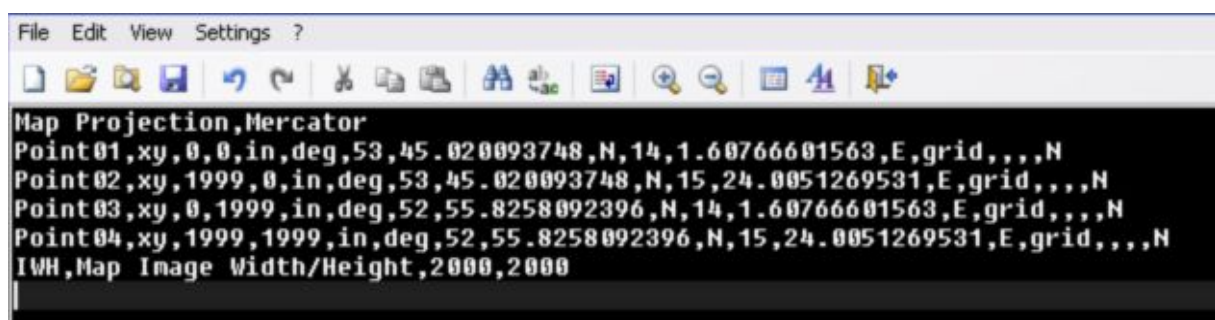 File Edit View Settings ?
Map Projection,Mercator
Point01,xy,0,0,in,deg,53,45.020093748,N,14,1.60766601563,E,grid,,,,N
Point02,xy,1999,0,in,deg,53,45.020093748,N,15,24.0051269531,E,grid,,,,N
Point03,xy,0,1999,in,deg,52,55.8258092396,N,14,1.60766601563,E,grid,,,,N
Point04,xy,1999,1999,in,deg,52,55.8258092396,N,15,24.0051269531,E,grid,,,,N
IWH,Map Image Width/Height,2000,2000